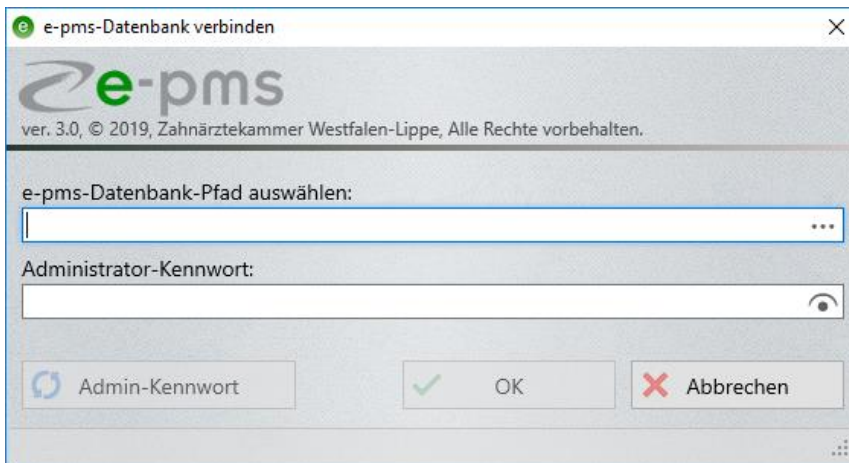 e-pms-Datenbank verbinden
e-pms
ver. 3.0, © 2019, Zahnärztekammer Westfalen-Lippe, Alle Rechte vorbehalten.
e-pms-Datenbank-Pfad auswählen:
Administrator-Kennwort:
Admin-Kennwort OK Abbrechen